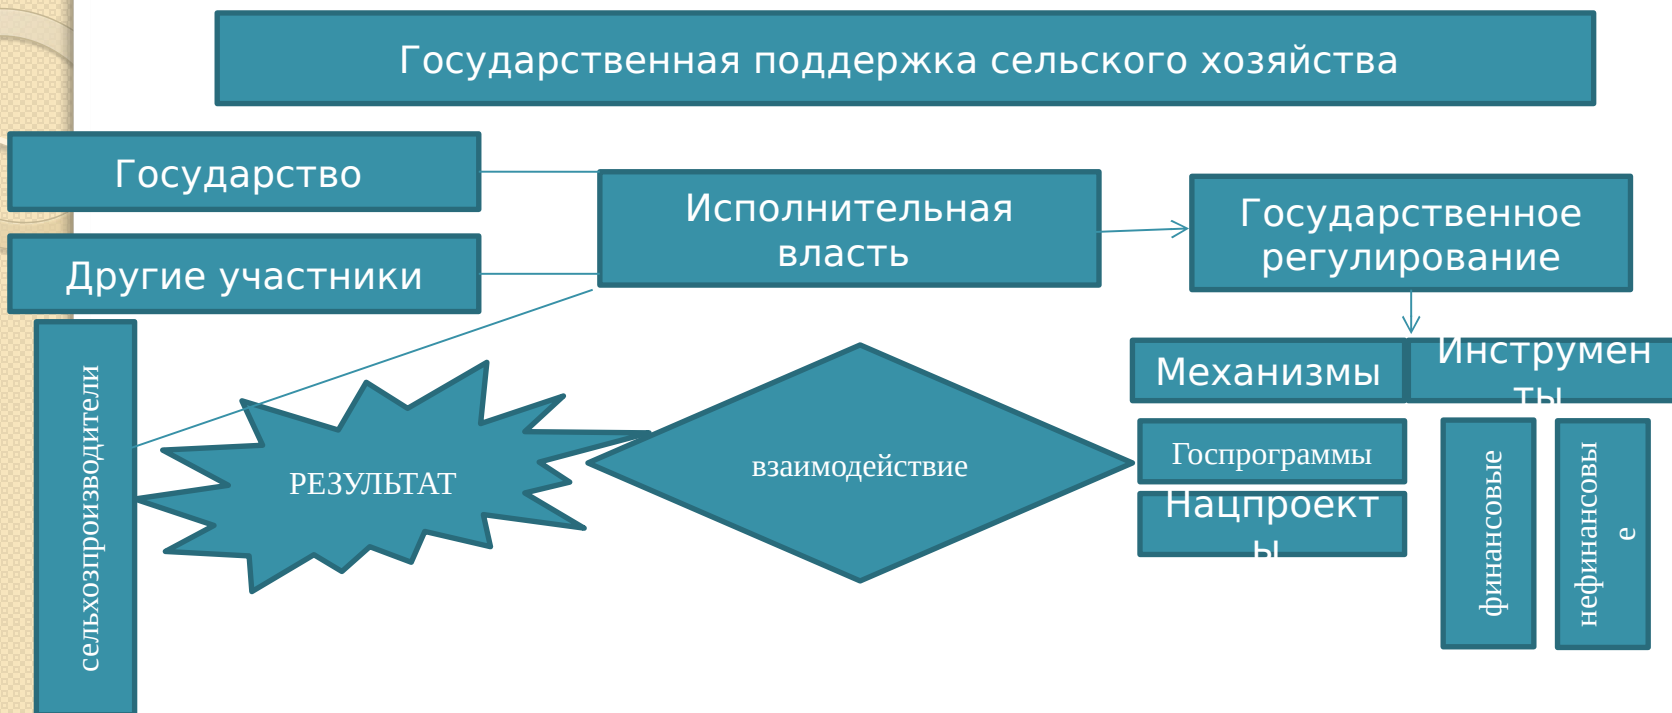 Государственная поддержка сельского хозяйства
Государство
Исполнительная
власть
Государственное
регулирование
Другие участники
сельхозпроизводители
РЕЗУЛЬТАТ
взаимодействие
Механизмы
Инструмен
ты
Госпрограммы
Нацпроект
ы
финансовые
нефинансовы
е